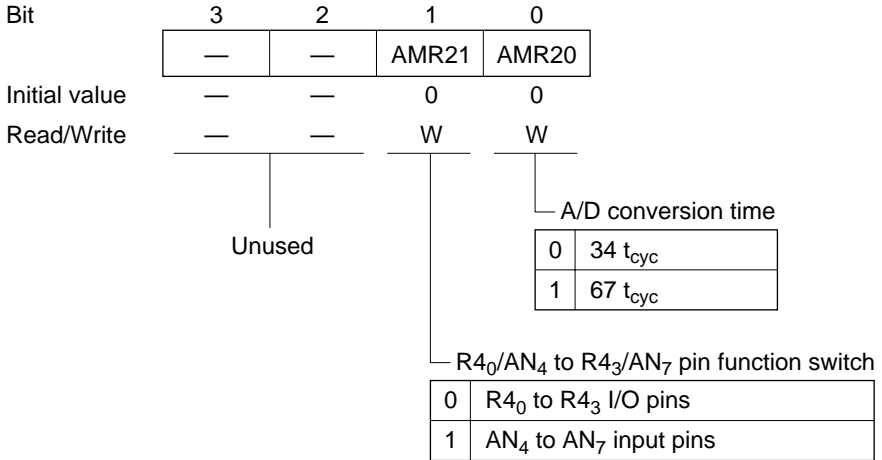 Bit 3 2 1 0
— — AMR21 AMR20
Initial value — — 0 0
Read/Write — — W W
A/D conversion time
Unused
0 34 t_cyc
1 67 t_cyc
R4₀/AN₄ to R4₃/AN₇ pin function switch
0 R4₀ to R4₃ I/O pins
1 AN₄ to AN₇ input pins